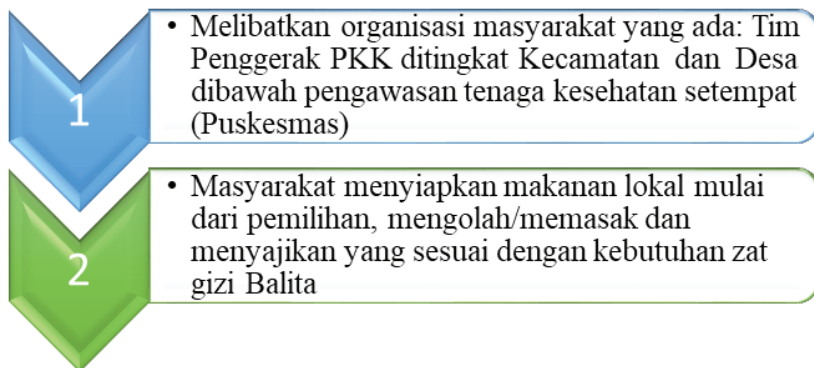 1
• Melibatkan organisasi masyarakat yang ada: Tim
Penggerak PKK ditingkat Kecamatan dan Desa
dibawah pengawasan tenaga kesehatan setempat
(Puskesmas)
2
• Masyarakat menyiapkan makanan lokal mulai
dari pemilihan, mengolah/memasak dan
menyajikan yang sesuai dengan kebutuhan zat
gizi Balita